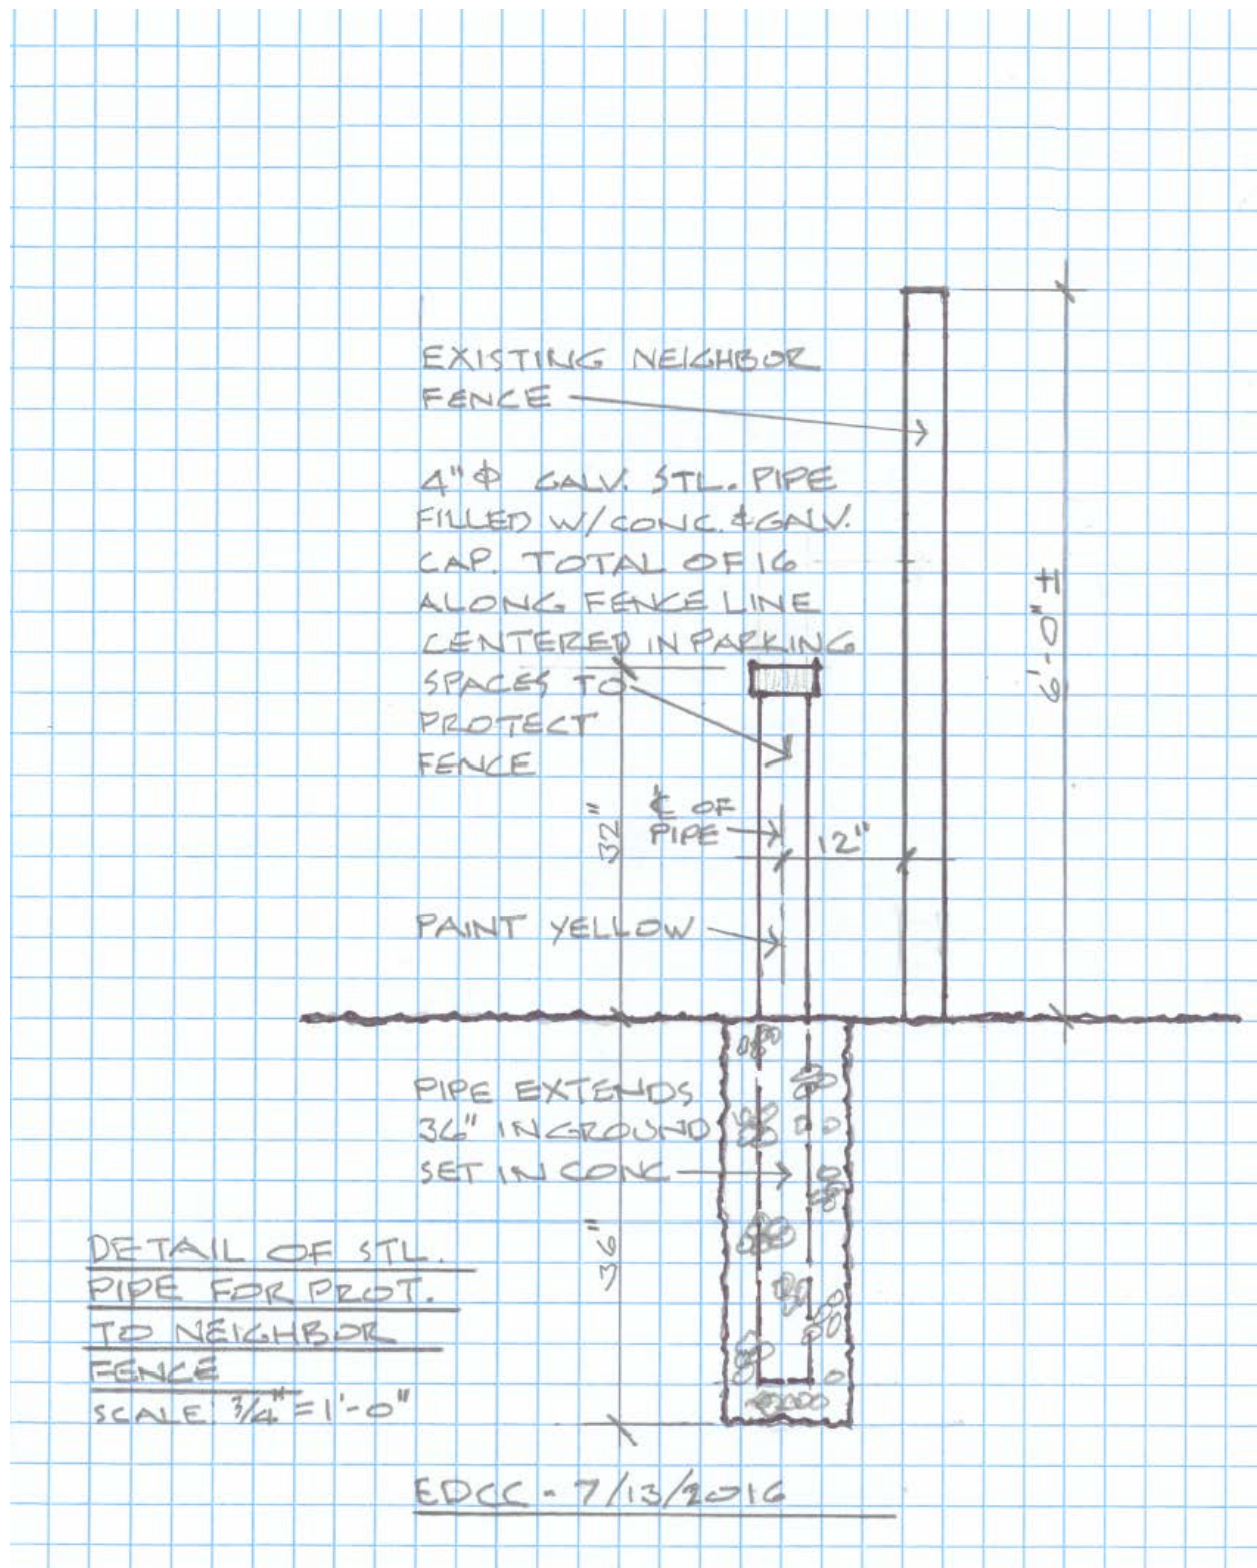 EXISTING NEIGHBOR
FENCE
4"⌀ GALV. STL. PIPE
FILLED W/CONC. & GALV.
CAP. TOTAL OF 16
ALONG FENCE LINE
CENTERED IN PARKING
SPACES TO
PROTECT
FENCE
6'-0" ±
32"
℄ OF
PIPE
12"
PAINT YELLOW
PIPE EXTENDS
36" IN GROUND
SET IN CONC
36"
DETAIL OF STL.
PIPE FOR PROT.
TO NEIGHBOR
FENCE
SCALE: 3/4" = 1'-0"
EDCC - 7/13/2016